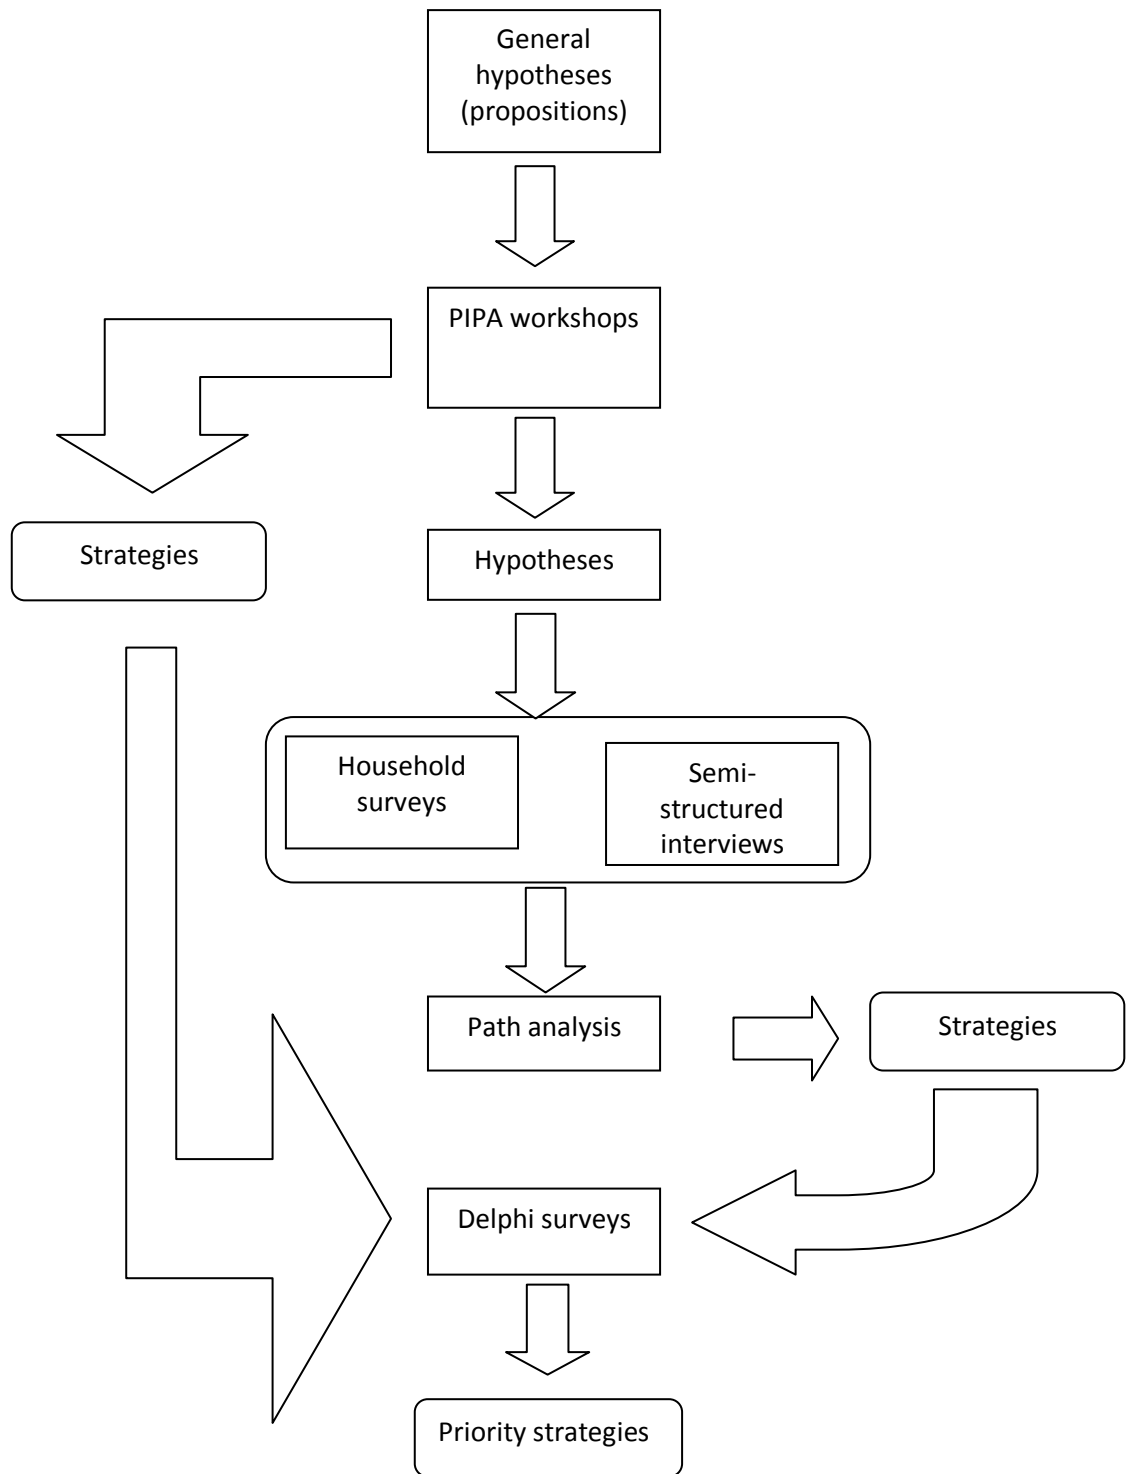 General
hypotheses
(propositions)
PIPA workshops
Strategies
Hypotheses
Household
surveys
Semi-
structured
interviews
Path analysis
Strategies
Delphi surveys
Priority strategies